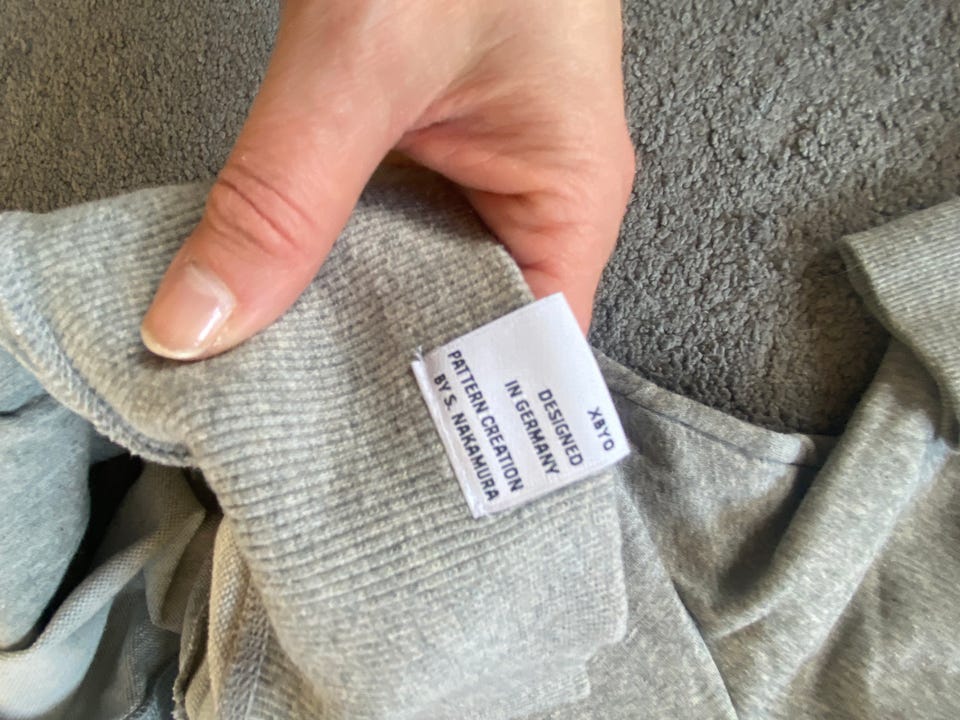 XBYO
DESIGNED
IN GERMANY
PATTERN CREATION
BY S. NAKAMURA